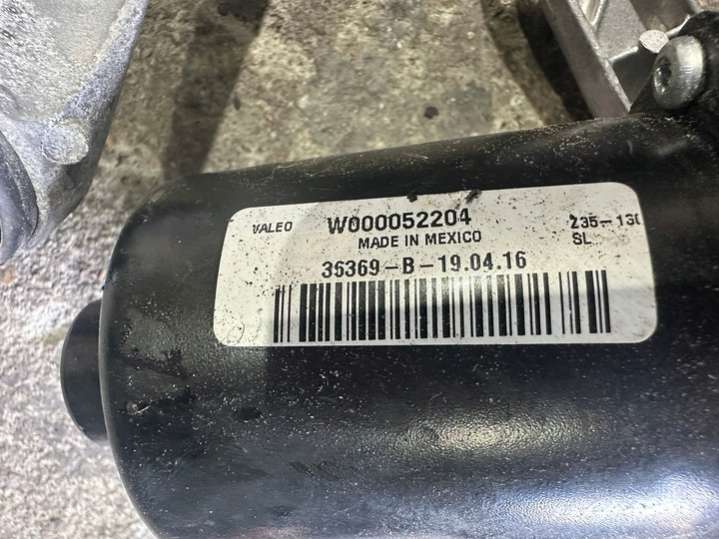 VALEO W000052204 235-130
MADE IN MEXICO SL
36369-B-19.04.16